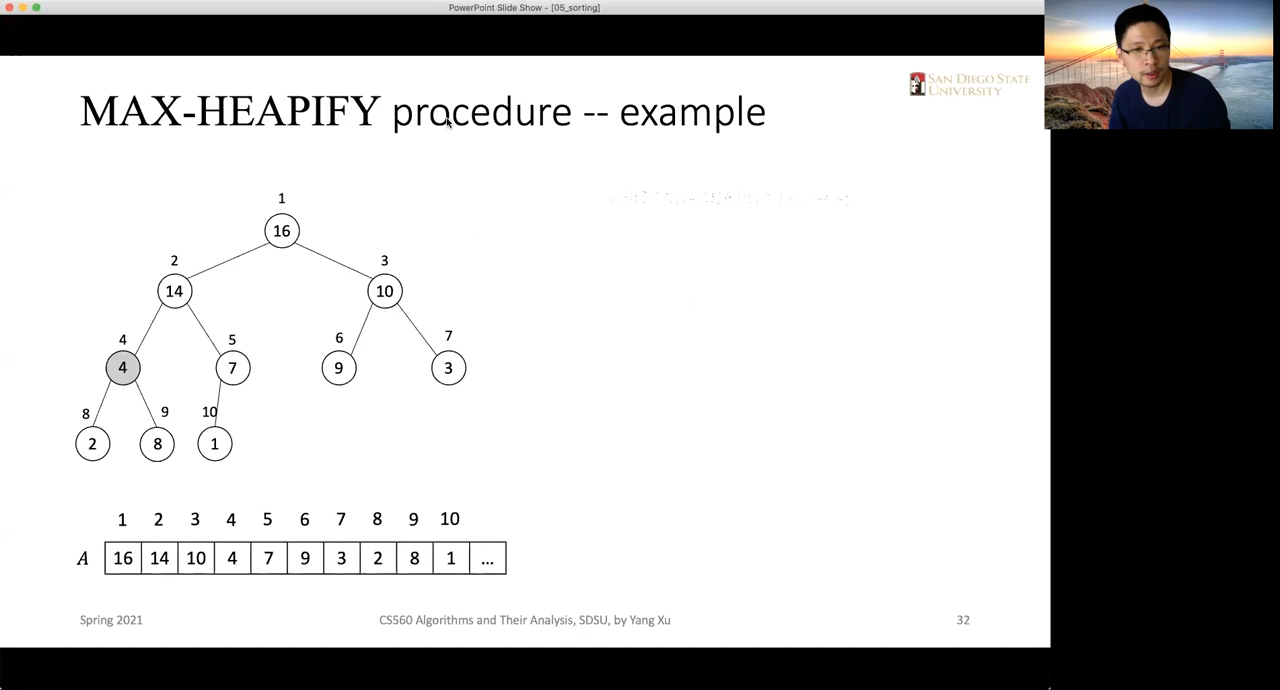 PowerPoint Slide Show - [05_sorting]
SAN DIEGO STATE
UNIVERSITY
MAX-HEAPIFY procedure -- example
1
16
2
3
14
10
4
5
6
7
4
7
9
3
8
9
10
2
8
1
1 2 3 4 5 6 7 8 9 10
A 16 14 10 4 7 9 3 2 8 1 ...
Spring 2021
CS560 Algorithms and Their Analysis, SDSU, by Yang Xu
32